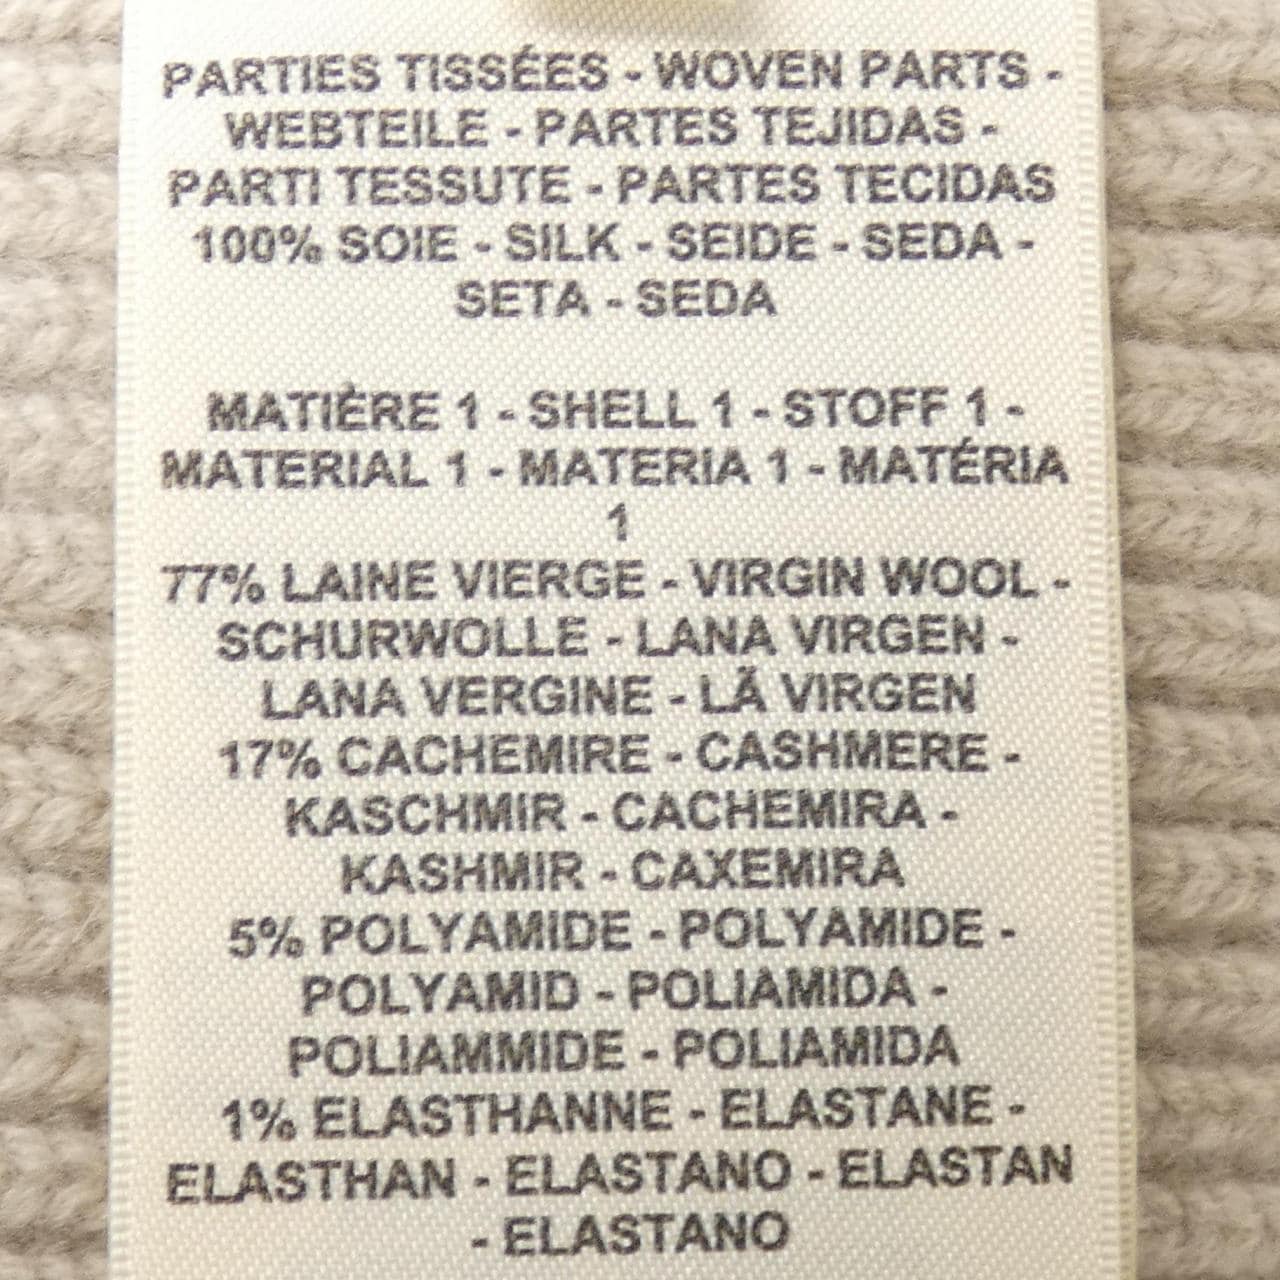 PARTIES TISSÉES - WOVEN PARTS -
WEBTEILE - PARTES TEJIDAS -
PARTI TESSUTE - PARTES TECIDAS
100% SOIE - SILK - SEIDE - SEDA -
SETA - SEDA
MATIÈRE 1 - SHELL 1 - STOFF 1 -
MATERIAL 1 - MATERIA 1 - MATÉRIA
1
77% LAINE VIERGE - VIRGIN WOOL -
SCHURWOLLE - LANA VIRGEN -
LANA VERGINE - LÃ VIRGEN
17% CACHEMIRE - CASHMERE -
KASCHMIR - CACHEMIRA -
KASHMIR - CAXEMIRA
5% POLYAMIDE - POLYAMIDE -
POLYAMID - POLIAMIDA -
POLIAMMIDE - POLIAMIDA
1% ELASTHANNE - ELASTANE -
ELASTHAN - ELASTANO - ELASTAN
- ELASTANO